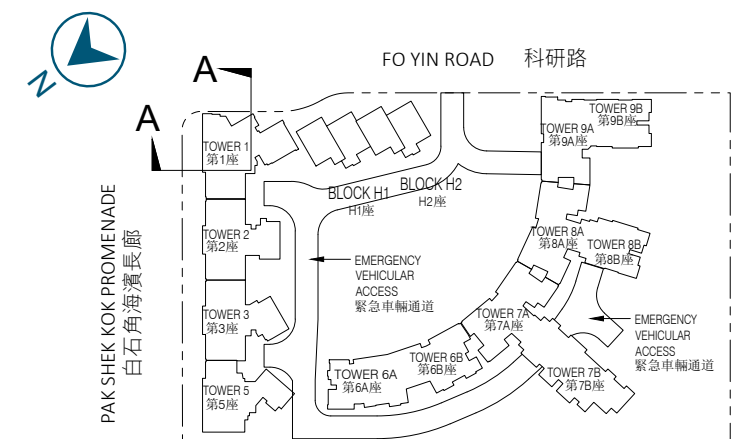 N
FO YIN ROAD 科研路
A
A
TOWER 1
第1座
TOWER 2
第2座
TOWER 3
第3座
TOWER 5
第5座
PAK SHEK KOK PROMENADE
白石角海濱長廊
BLOCK H1
H1座
BLOCK H2
H2座
EMERGENCY
VEHICULAR
ACCESS
緊急車輛通道
TOWER 6A
第6A座
TOWER 6B
第6B座
TOWER 7A
第7A座
TOWER 7B
第7B座
TOWER 8A
第8A座
TOWER 8B
第8B座
TOWER 9A
第9A座
TOWER 9B
第9B座
EMERGENCY
VEHICULAR
ACCESS
緊急車輛通道